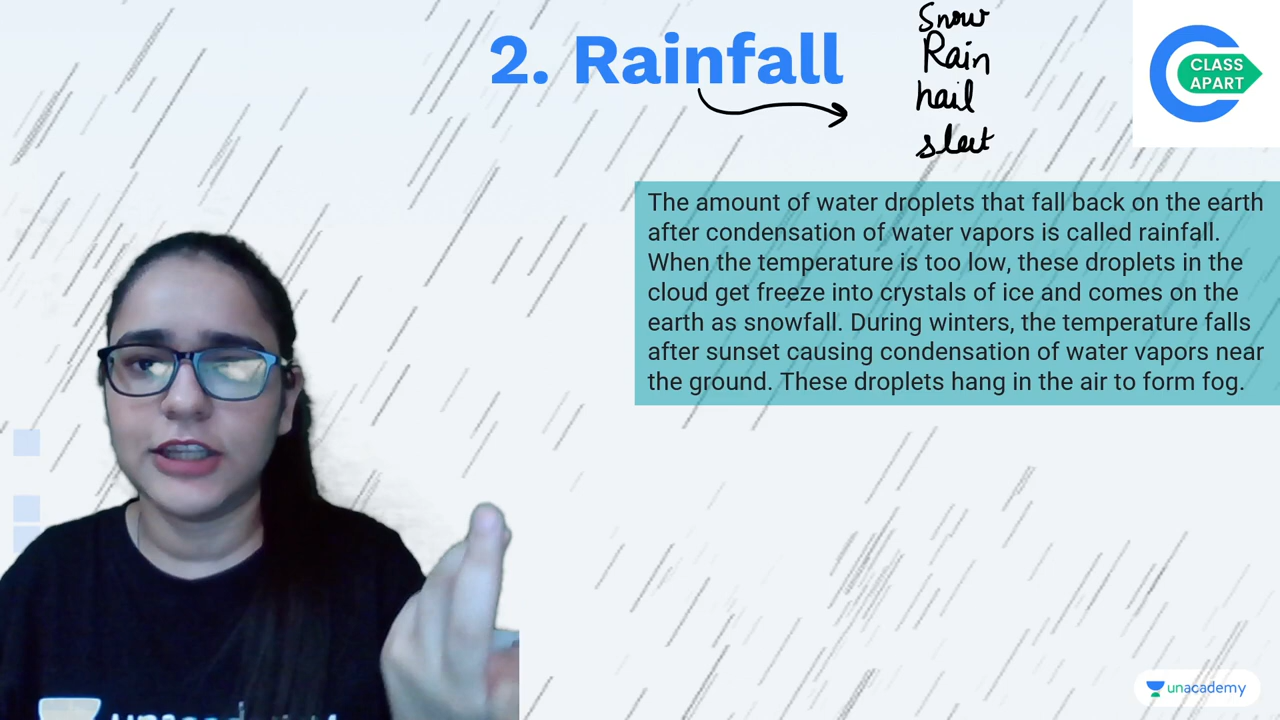 2. Rainfall
Snow
Rain
hail
sleet
CLASS
APART
The amount of water droplets that fall back on the earth
after condensation of water vapors is called rainfall.
When the temperature is too low, these droplets in the
cloud get freeze into crystals of ice and comes on the
earth as snowfall. During winters, the temperature falls
after sunset causing condensation of water vapors near
the ground. These droplets hang in the air to form fog.
unacademy